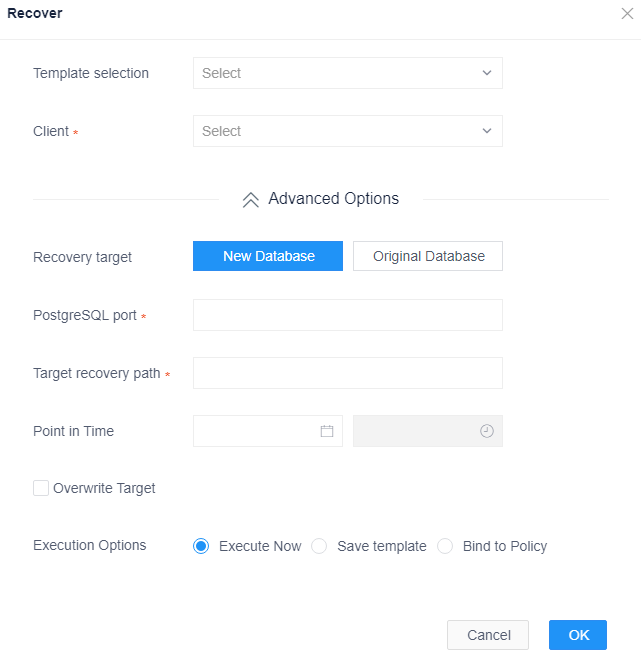 Recover
Template selection Select
Client * Select
Advanced Options
Recovery target New Database Original Database
PostgreSQL port *
Target recovery path *
Point in Time
Overwrite Target
Execution Options Execute Now Save template Bind to Policy
Cancel OK